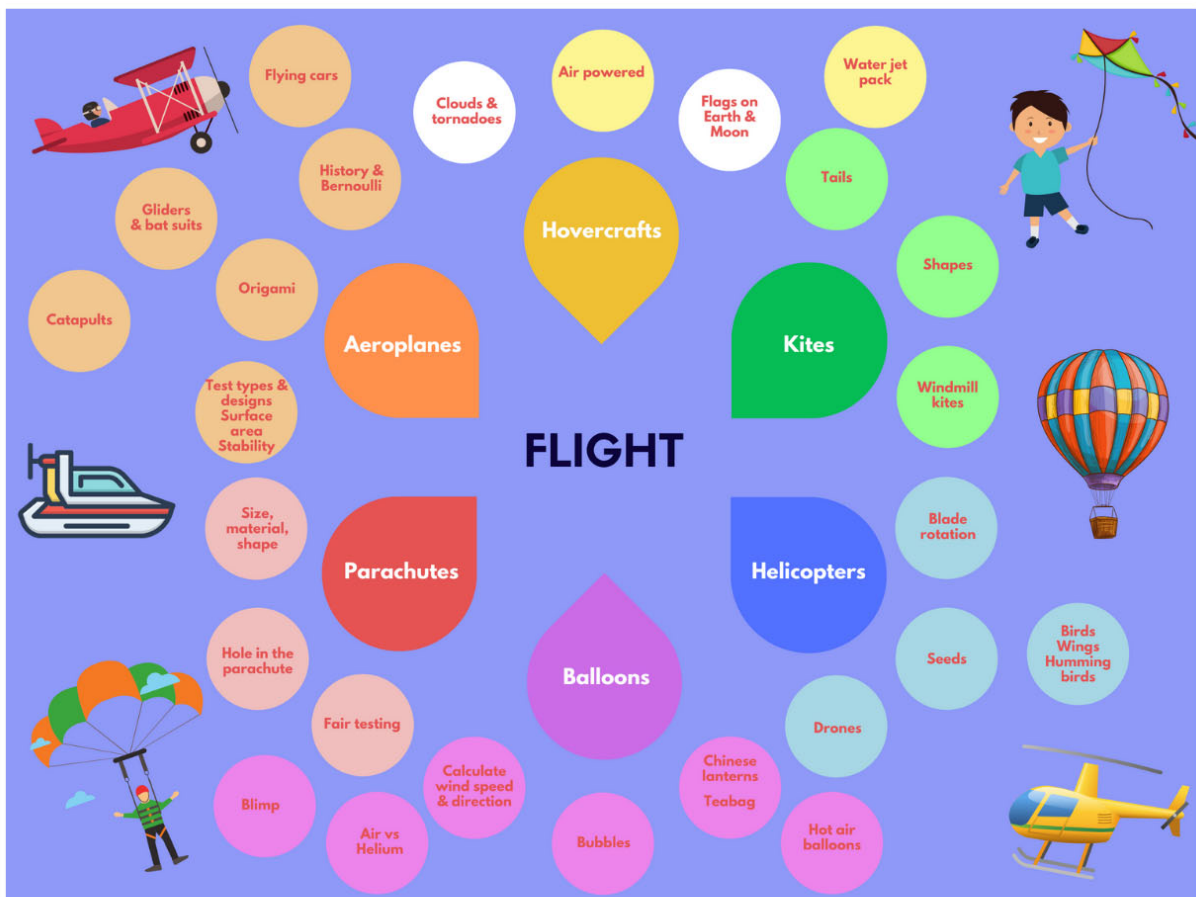 Flying cars
Clouds &
tornadoes
Air powered
Flags on
Earth &
Moon
Water jet
pack
History &
Bernoulli
Tails
Gliders
& bat suits
Hovercrafts
Shapes
Origami
Catapults
Aeroplanes
Kites
Test types &
designs
Surface
area
Stability
Windmill
kites
FLIGHT
Size,
material,
shape
Blade
rotation
Parachutes
Helicopters
Hole in the
parachute
Balloons
Seeds
Birds
Wings
Humming
birds
Fair testing
Drones
Calculate
wind speed
& direction
Chinese
lanterns
Teabag
Blimp
Air vs
Helium
Bubbles
Hot air
balloons